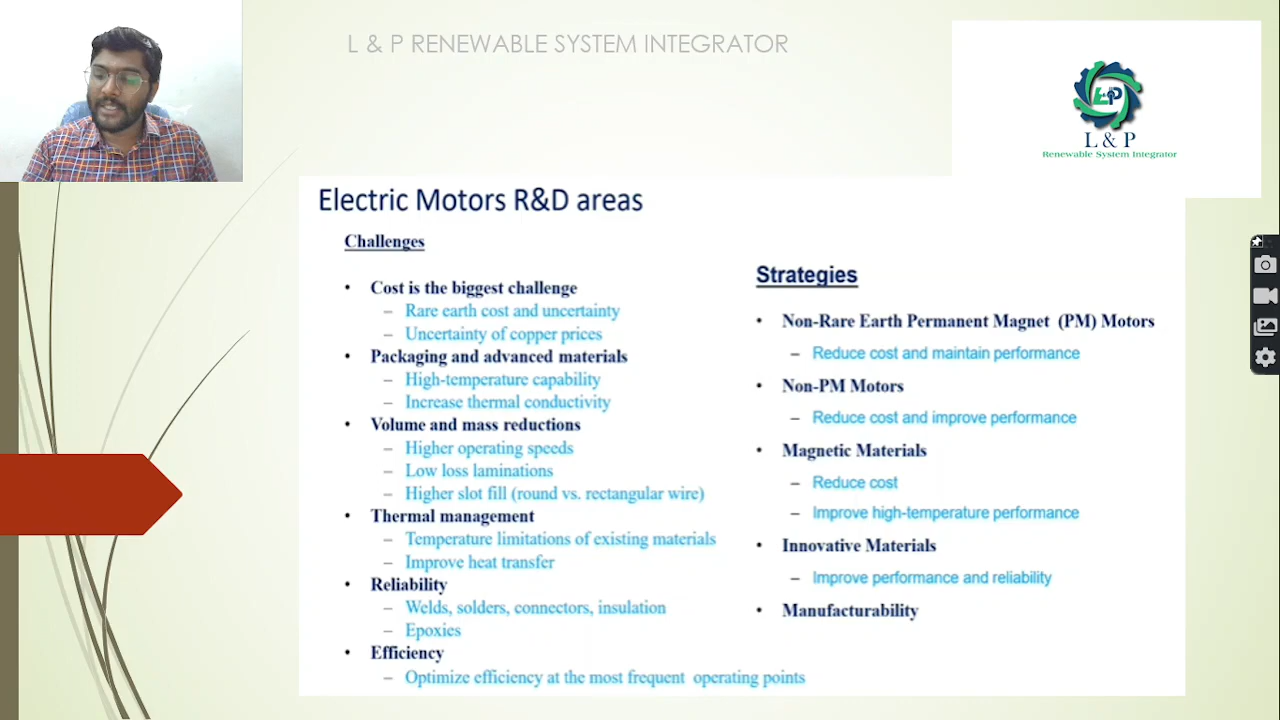 L & P RENEWABLE SYSTEM INTEGRATOR
L & P
Renewable System Integrator
Electric Motors R&D areas
Challenges
• Cost is the biggest challenge
– Rare earth cost and uncertainty
– Uncertainty of copper prices
• Packaging and advanced materials
– High-temperature capability
– Increase thermal conductivity
• Volume and mass reductions
– Higher operating speeds
– Low loss laminations
– Higher slot fill (round vs. rectangular wire)
• Thermal management
– Temperature limitations of existing materials
– Improve heat transfer
• Reliability
– Welds, solders, connectors, insulation
– Epoxies
• Efficiency
– Optimize efficiency at the most frequent operating points
Strategies
• Non-Rare Earth Permanent Magnet (PM) Motors
– Reduce cost and maintain performance
• Non-PM Motors
– Reduce cost and improve performance
• Magnetic Materials
– Reduce cost
– Improve high-temperature performance
• Innovative Materials
– Improve performance and reliability
• Manufacturability